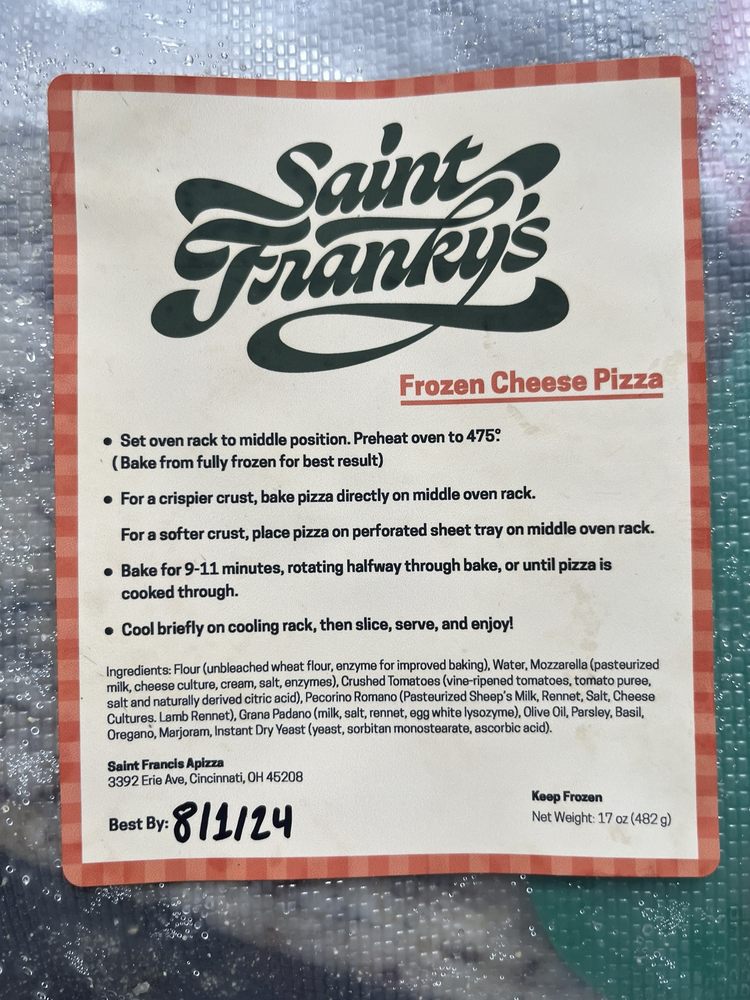 Saint
Franky's
Frozen Cheese Pizza
• Set oven rack to middle position. Preheat oven to 475°.
(Bake from fully frozen for best result)
• For a crispier crust, bake pizza directly on middle oven rack.
For a softer crust, place pizza on perforated sheet tray on middle oven rack.
• Bake for 9-11 minutes, rotating halfway through bake, or until pizza is
cooked through.
• Cool briefly on cooling rack, then slice, serve, and enjoy!
Ingredients: Flour (unbleached wheat flour, enzyme for improved baking), Water, Mozzarella (pasteurized
milk, cheese culture, cream, salt, enzymes), Crushed Tomatoes (vine-ripened tomatoes, tomato puree,
salt and naturally derived citric acid), Pecorino Romano (Pasteurized Sheep's Milk, Rennet, Salt, Cheese
Cultures. Lamb Rennet), Grana Padano (milk, salt, rennet, egg white lysozyme), Olive Oil, Parsley, Basil,
Oregano, Marjoram, Instant Dry Yeast (yeast, sorbitan monostearate, ascorbic acid).
Saint Francis Apizza
3392 Erie Ave, Cincinnati, OH 45208
Best By: 8/1/24
Keep Frozen
Net Weight: 17 oz (482 g)